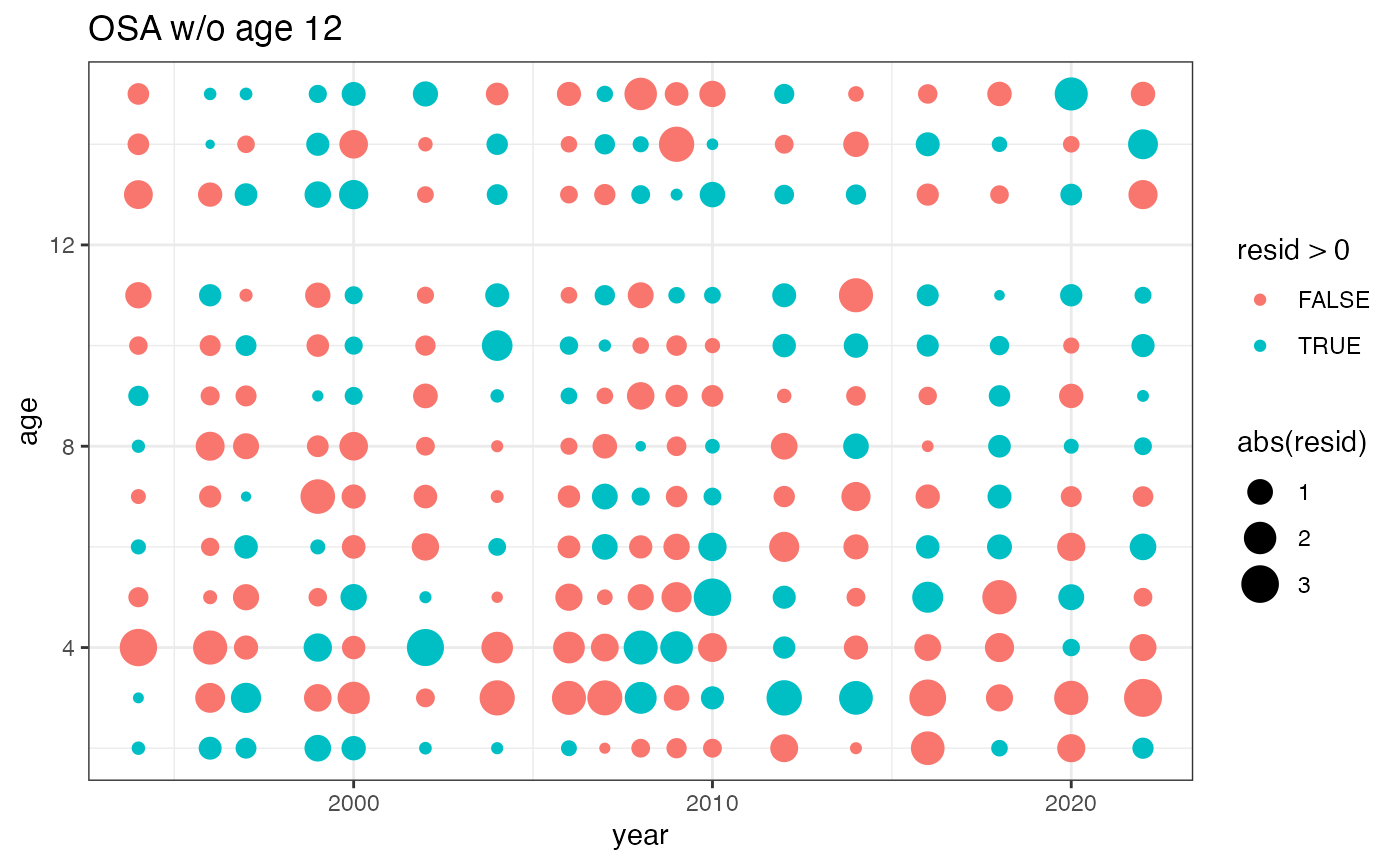 OSA w/o age 12
12
8
4
age
2000
2010
2020
year
resid > 0
FALSE
TRUE
abs(resid)
1
2
3